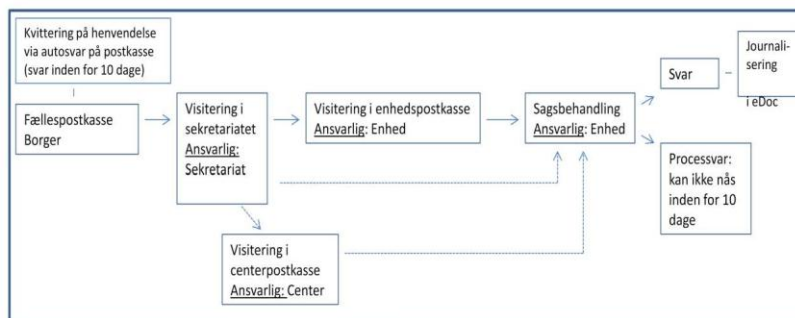 Kvittering på henvendelse
via autosvar på postkasse
(svar inden for 10 dage)
Fællespostkasse
Borger
Visitering i
sekretariatet
Ansvarlig:
Sekretariat
Visitering i enhedspostkasse
Ansvarlig: Enhed
Visitering i
centerpostkasse
Ansvarlig: Center
Sagsbehandling
Ansvarlig: Enhed
Svar
Journali-
sering
i eDoc
Processvar:
kan ikke nås
inden for 10
dage